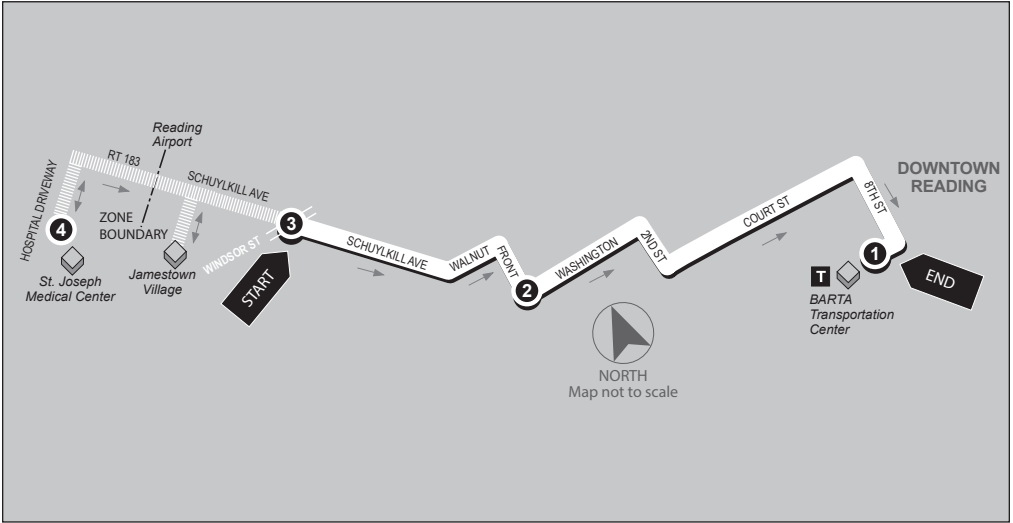 Reading
Airport
RT 183
HOSPITAL DRIVEWAY
SCHUYLKILL AVE
ZONE
BOUNDARY
4
St. Joseph
Medical Center
Jamestown
Village
WINDSOR ST
3
START
SCHUYLKILL AVE
WALNUT
FRONT
2
WASHINGTON
2ND ST
COURT ST
8TH ST
DOWNTOWN
READING
1
END
T
BARTA
Transportation
Center
NORTH
Map not to scale